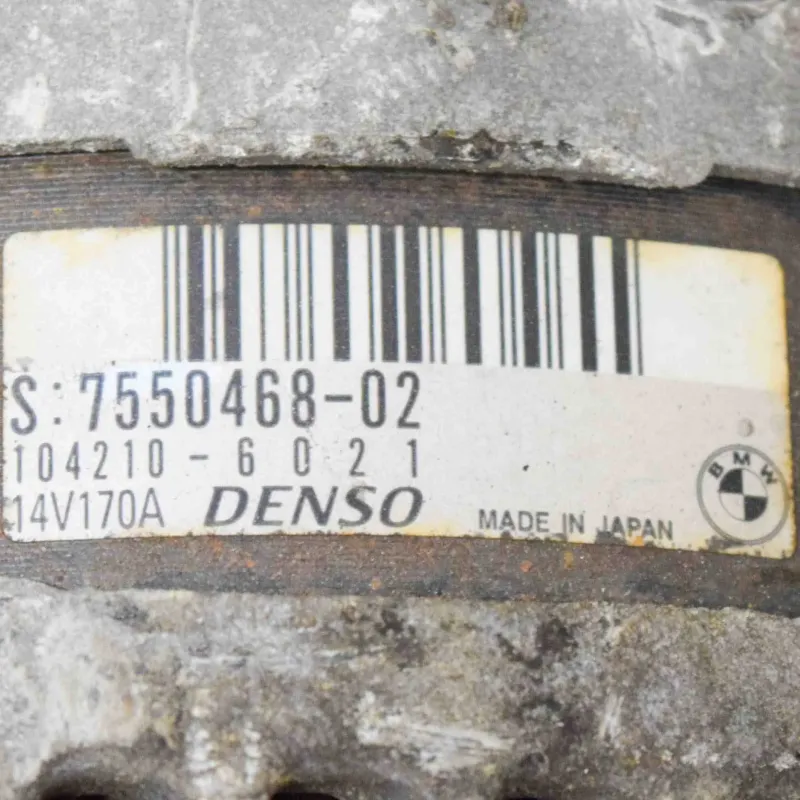 S:7550468-02
104210-6021
14V170A DENSO MADE IN JAPAN
BMW